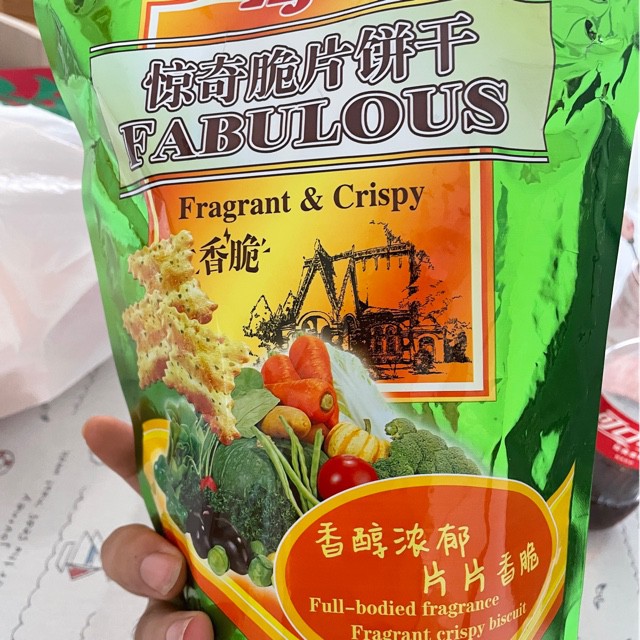 惊奇脆片饼干
FABULOUS
Fragrant & Crispy
香脆
香醇浓郁
片片香脆
Full-bodied fragrance
Fragrant crispy biscuit